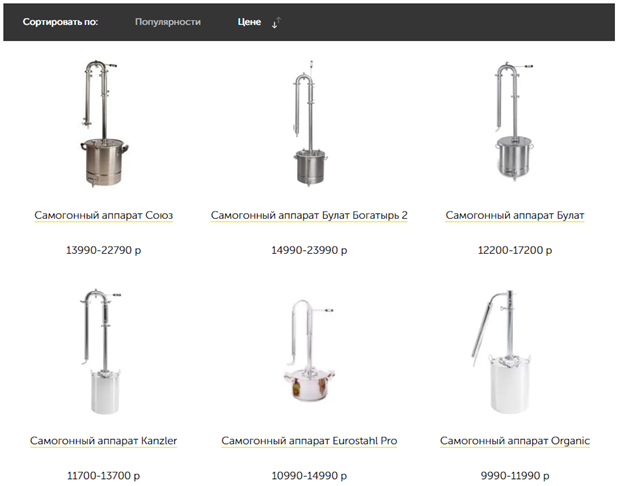 Сортировать по: Популярности Цене
Самогонный аппарат Союз Самогонный аппарат Булат Богатырь 2 Самогонный аппарат Булат
13990-22790 р 14990-23990 р 12200-17200 р
Самогонный аппарат Kanzler Самогонный аппарат Eurostahl Pro Самогонный аппарат Organic
11700-13700 р 10990-14990 р 9990-11990 р